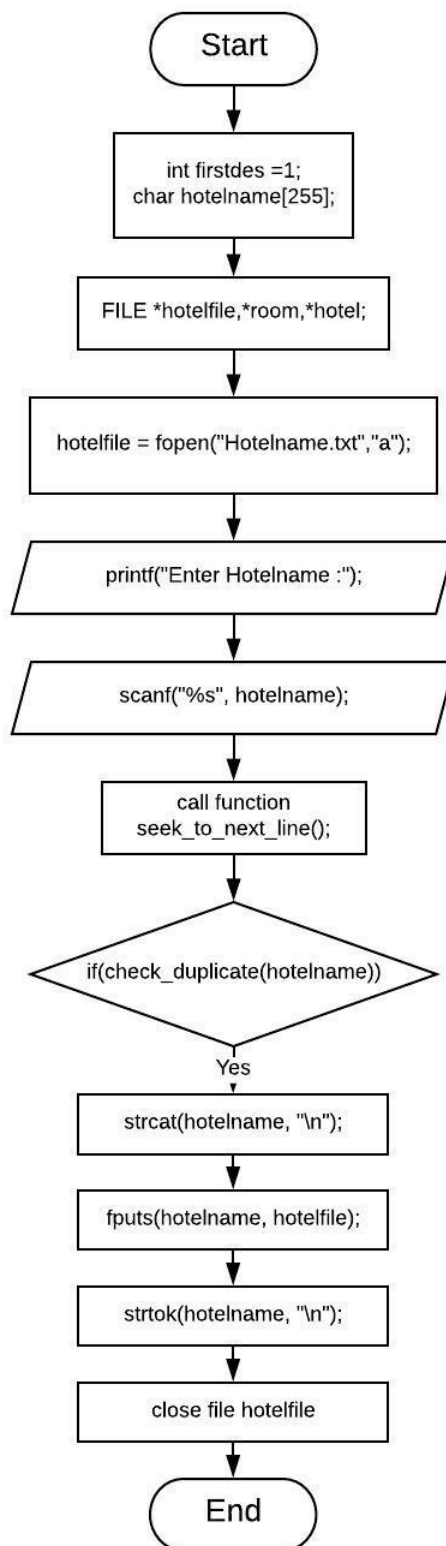 Start
int firstdes =1;
char hotelname[255];
FILE *hotelfile,*room,*hotel;
hotelfile = fopen("Hotelname.txt","a");
printf("Enter Hotelname :");
scanf("%s", hotelname);
call function
seek_to_next_line();
if(check_duplicate(hotelname))
Yes
strcat(hotelname, "\n");
fputs(hotelname, hotelfile);
strtok(hotelname, "\n");
close file hotelfile
End